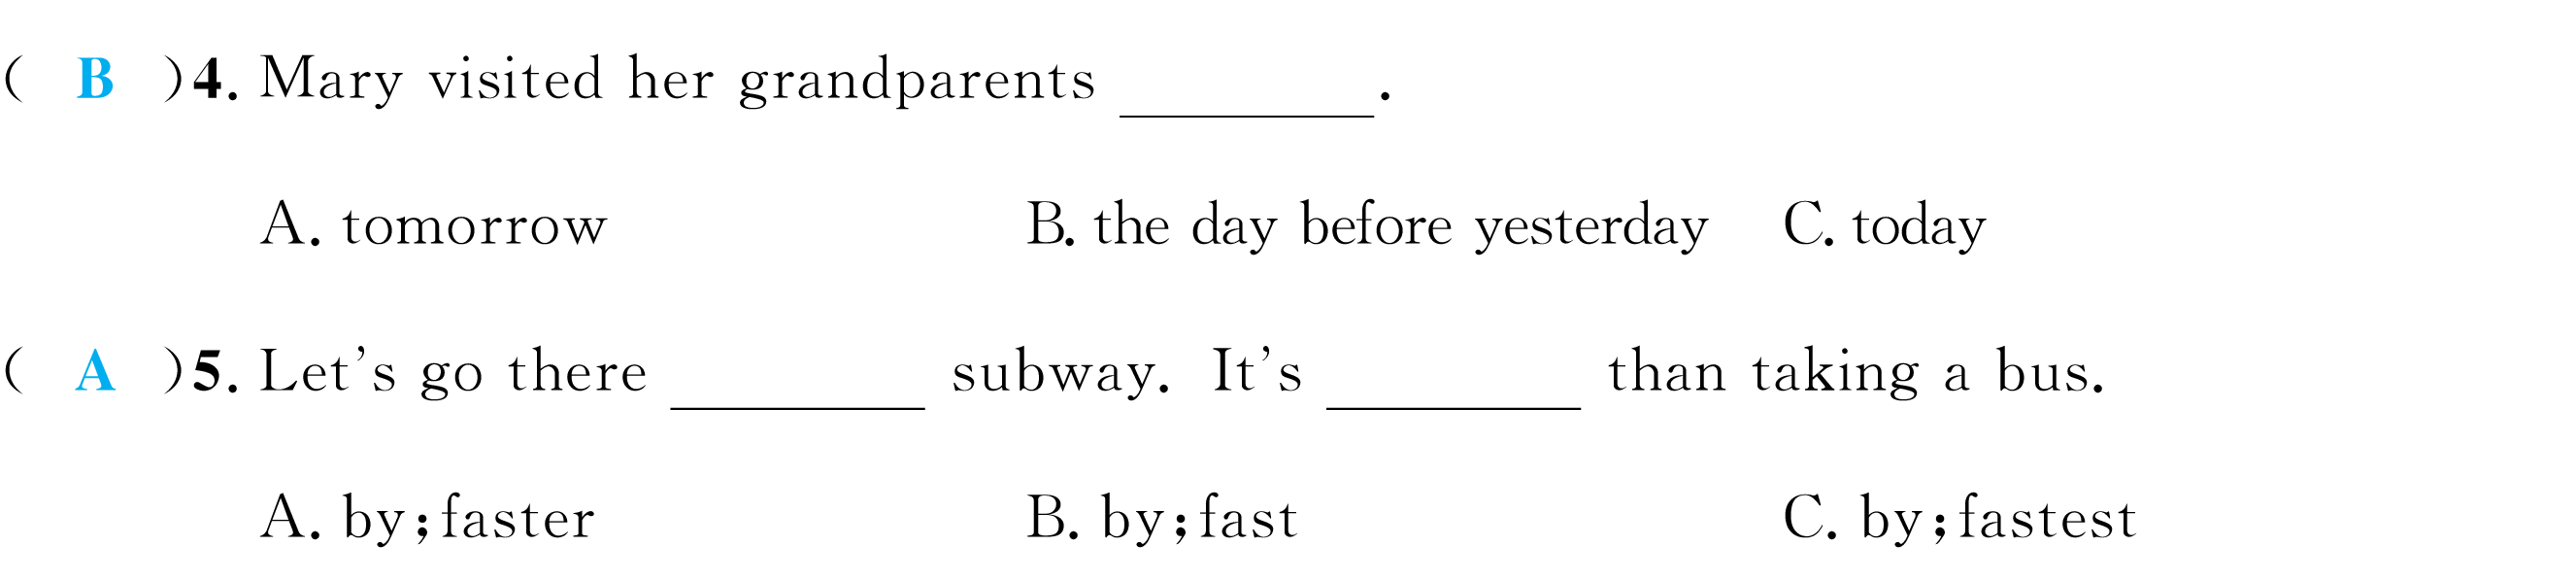 ( B )4. Mary visited her grandparents ________.
A. tomorrow B. the day before yesterday C. today
( A )5. Let's go there ________ subway. It's ________ than taking a bus.
A. by;faster B. by;fast C. by;fastest